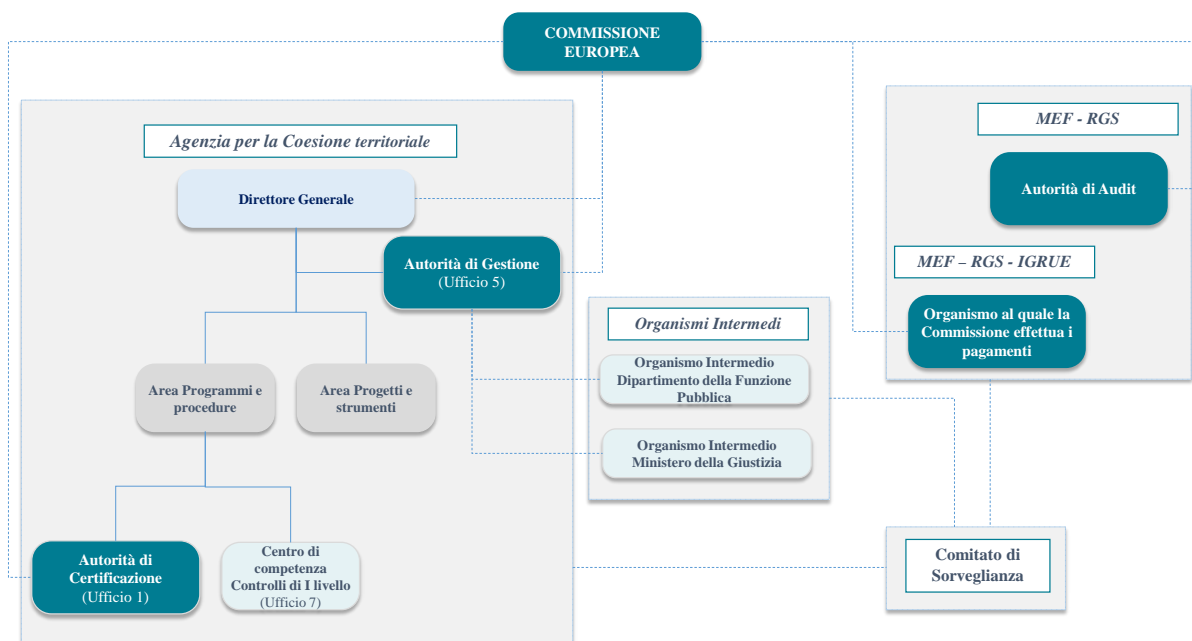 COMMISSIONE
EUROPEA
Agenzia per la Coesione territoriale
Direttore Generale
Autorità di Gestione
(Ufficio 5)
Area Programmi e
procedure
Area Progetti e
strumenti
Autorità di
Certificazione
(Ufficio 1)
Centro di
competenza
Controlli di I livello
(Ufficio 7)
Organismi Intermedi
Organismo Intermedio
Dipartimento della Funzione
Pubblica
Organismo Intermedio
Ministero della Giustizia
MEF - RGS
Autorità di Audit
MEF – RGS - IGRUE
Organismo al quale la
Commissione effettua i
pagamenti
Comitato di
Sorveglianza